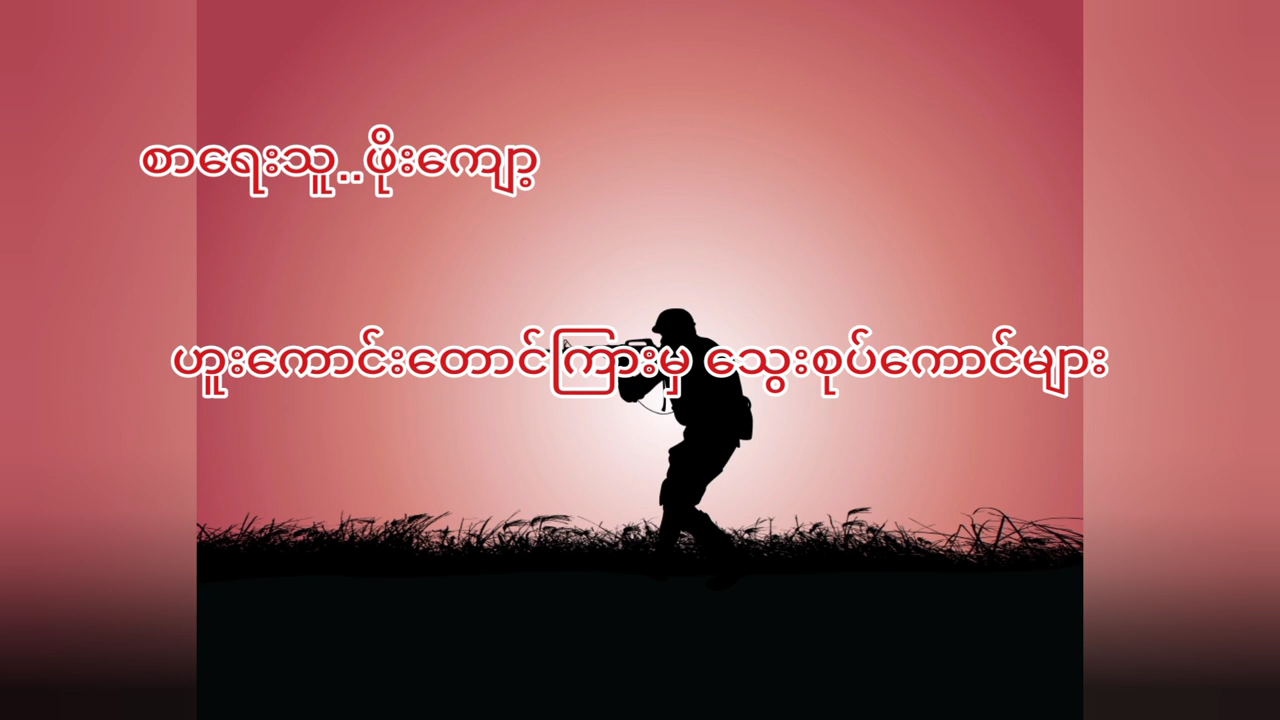 စာရေးသူ..ဖိုးကျော့
ဟူးကောင်းတောင်ကြားမှ သွေးစုပ်ကောင်များ